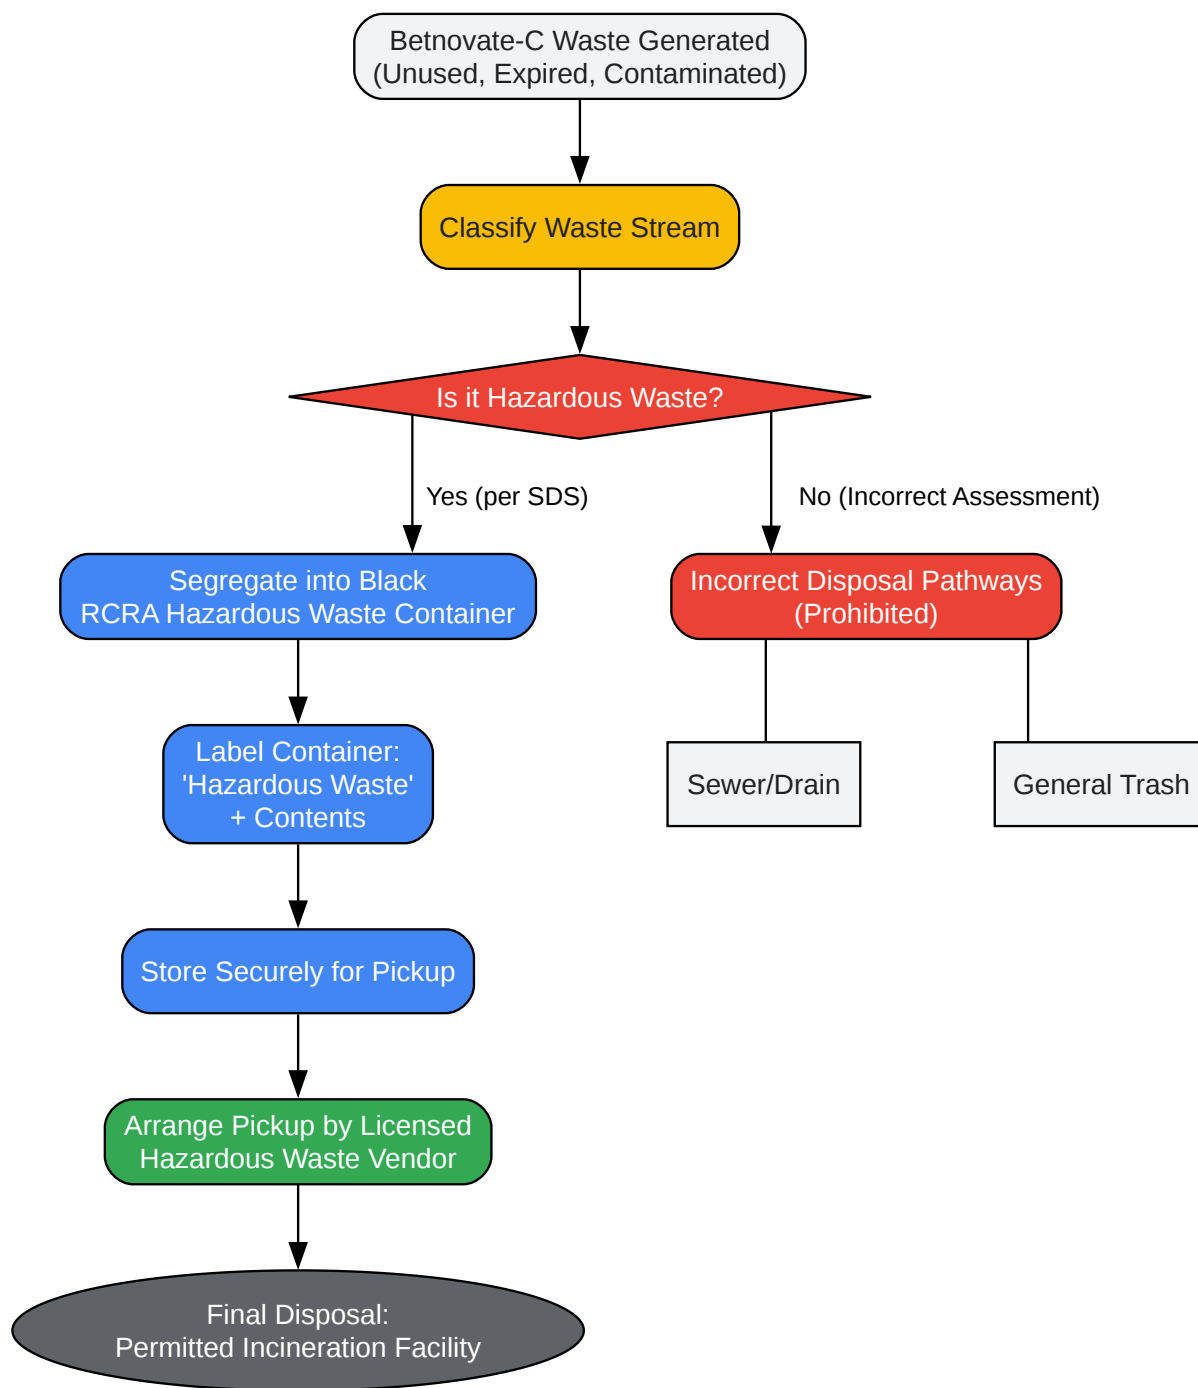 Betnovate-C Waste Generated
(Unused, Expired, Contaminated)
Classify Waste Stream
Is it Hazardous Waste?
Yes (per SDS)
No (Incorrect Assessment)
Segregate into Black
RCRA Hazardous Waste Container
Incorrect Disposal Pathways
(Prohibited)
Label Container:
'Hazardous Waste'
+ Contents
Sewer/Drain
General Trash
Store Securely for Pickup
Arrange Pickup by Licensed
Hazardous Waste Vendor
Final Disposal:
Permitted Incineration Facility